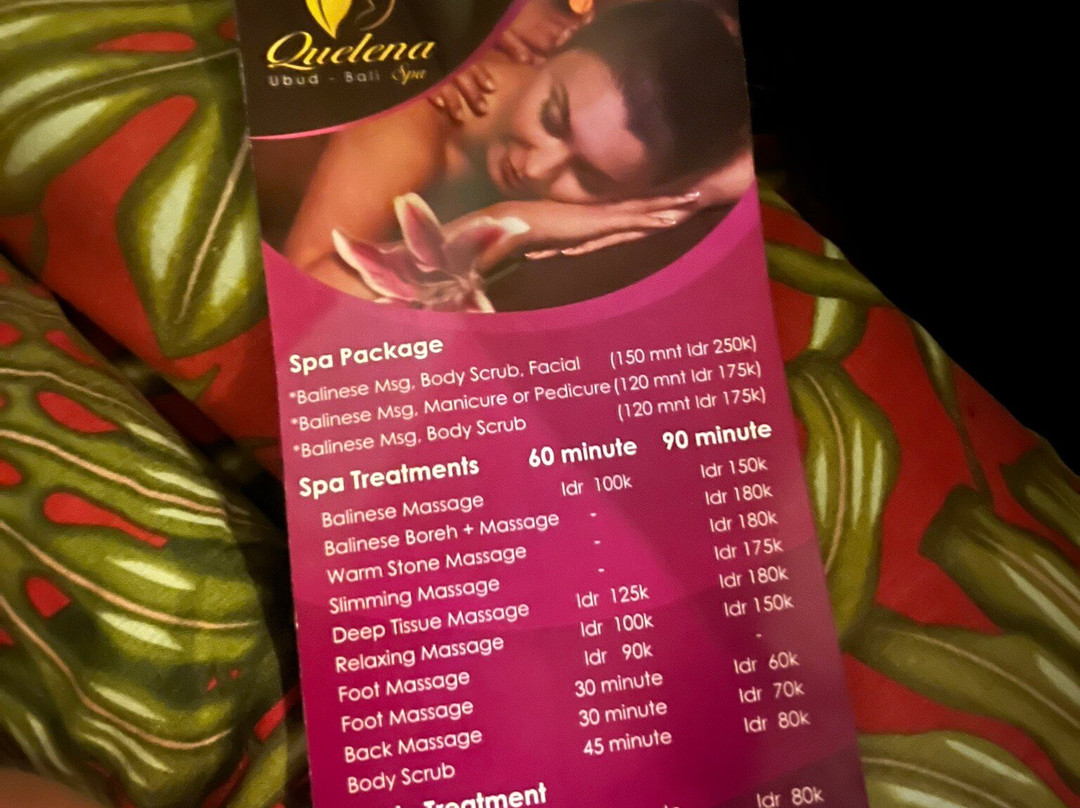 Quelena
Ubud - Bali Spa
Spa Package
*Balinese Msg, Body Scrub, Facial (150 mnt Idr 250k)
*Balinese Msg, Manicure or Pedicure (120 mnt Idr 175k)
*Balinese Msg, Body Scrub (120 mnt Idr 175k)
Spa Treatments 60 minute 90 minute
Balinese Massage Idr 100k Idr 150k
Balinese Boreh + Massage - Idr 180k
Warm Stone Massage - Idr 180k
Slimming Massage - Idr 175k
Deep Tissue Massage Idr 125k Idr 180k
Relaxing Massage Idr 100k Idr 150k
Foot Massage Idr 90k -
Foot Massage 30 minute Idr 60k
Back Massage 30 minute Idr 70k
Body Scrub 45 minute Idr 80k
Treatment
Idr 80k